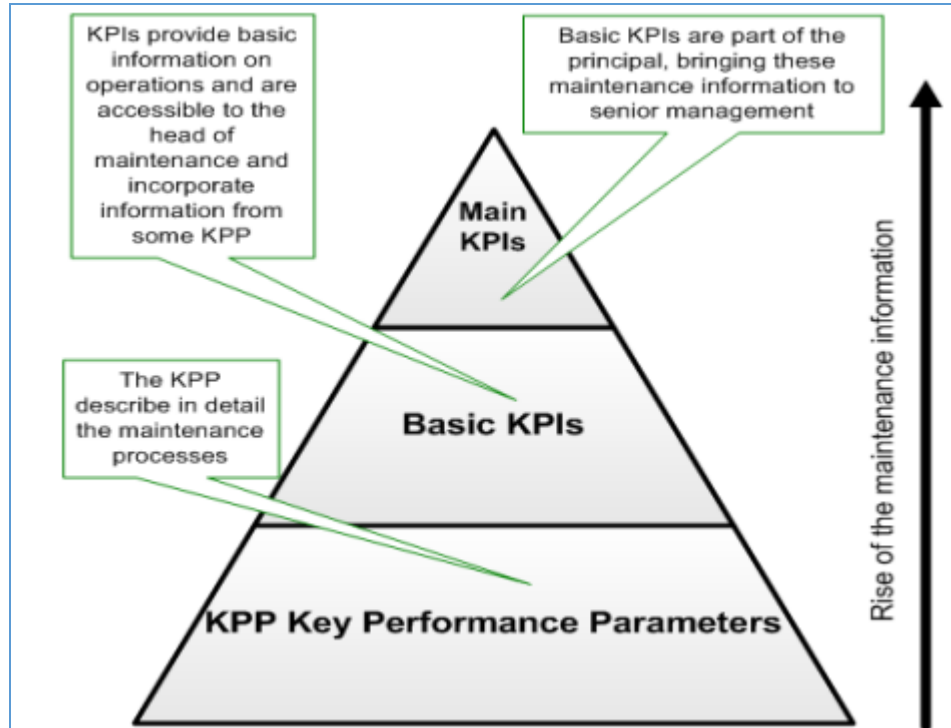 KPIs provide basic
information on
operations and are
accessible to the
head of
maintenance and
incorporate
information from
some KPP
Basic KPIs are part of the
principal, bringing these
maintenance information to
senior management
Main
KPIs
The KPP
describe in detail
the maintenance
processes
Basic KPIs
KPP Key Performance Parameters
Rise of the maintenance information